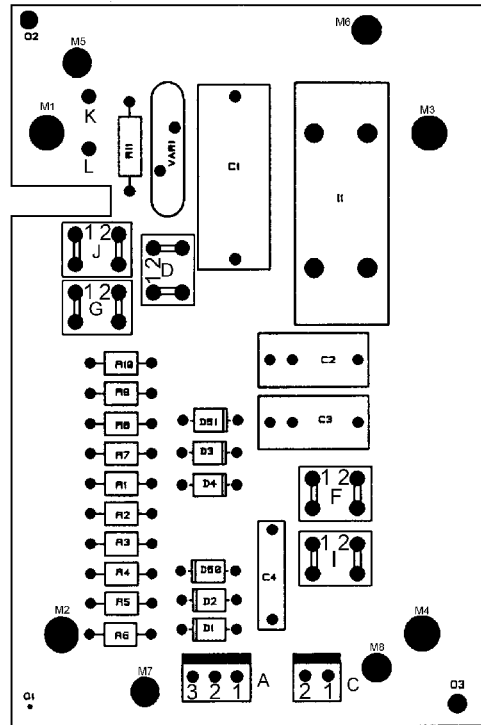 M6
O2
M5
M1
K
M3
R11
VAR1
C1
I1
L
1 2
J
1 2
D
1 2
G
R10
C2
R9
R8
DS1
C3
R7
D3
R1
D4
1 2
F
R2
R3
1 2
I
R4
DS0
C4
R5
D2
M2
R6
D1
M4
M8
M7
3 2 1 A
2 1 C
O1
O3